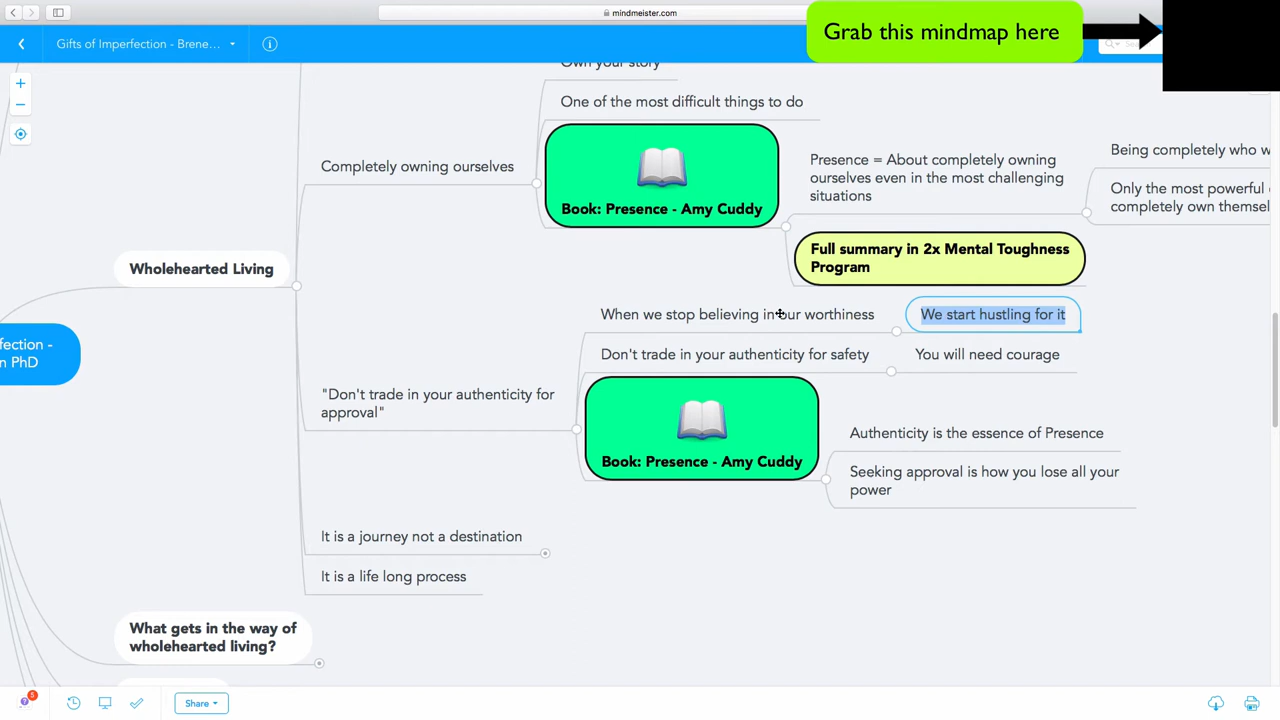 mindmeister.com
Grab this mindmap here
Gifts of Imperfection - Brene...
Own your story
One of the most difficult things to do
Completely owning ourselves
Book: Presence - Amy Cuddy
Presence = About completely owning
ourselves even in the most challenging
situations
Being completely who w
Only the most powerful
completely own themsel
Full summary in 2x Mental Toughness
Program
Wholehearted Living
When we stop believing in our worthiness
We start hustling for it
fection -
n PhD
Don't trade in your authenticity for safety
You will need courage
"Don't trade in your authenticity for
approval"
Book: Presence - Amy Cuddy
Authenticity is the essence of Presence
Seeking approval is how you lose all your
power
It is a journey not a destination
It is a life long process
What gets in the way of
wholehearted living?
5
Share